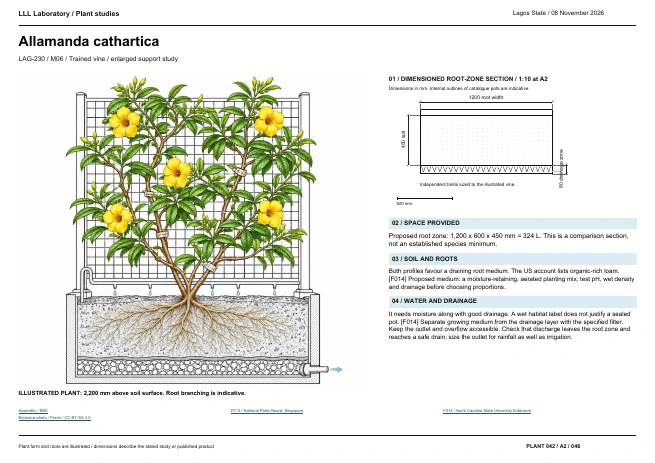 LLL Laboratory / Plant studies
Lagos State / 08 November 2026
Allamanda cathartica
LAG-230 / M06 / Trained vine / enlarged support study
01 / DIMENSIONED ROOT-ZONE SECTION / 1:10 at A2
Dimensions in mm. Internal outlines of catalogue pots are indicative.
1200 root width
450 soil
60 drainage zone
Independent trellis sized to the illustrated vine.
500 mm
02 / SPACE PROVIDED
Proposed root zone: 1,200 x 600 x 450 mm = 324 L. This is a comparison section,
not an established species minimum.
03 / SOIL AND ROOTS
Both profiles favour a draining root medium. The US account lists organic-rich loam.
[F014] Proposed medium: a moisture-retaining, aerated planting mix; test pH, wet density
and drainage before choosing proportions.
04 / WATER AND DRAINAGE
It needs moisture along with good drainage. A wet habitat label does not justify a sealed
pot. [F014] Separate growing medium from the drainage layer with the specified filter.
Keep the outlet and overflow accessible. Check that discharge leaves the root zone and
reaches a safe drain; size the outlet for rainfall as well as irrigation.
ILLUSTRATED PLANT: 2,200 mm above soil surface. Root branching is indicative.
Assembly / M06
F013 / National Parks Board, Singapore
F014 / North Carolina State University Extension
Plant form and roots are illustrated / dimensions describe the stated study or published product
PLANT 042 / A2 / 046